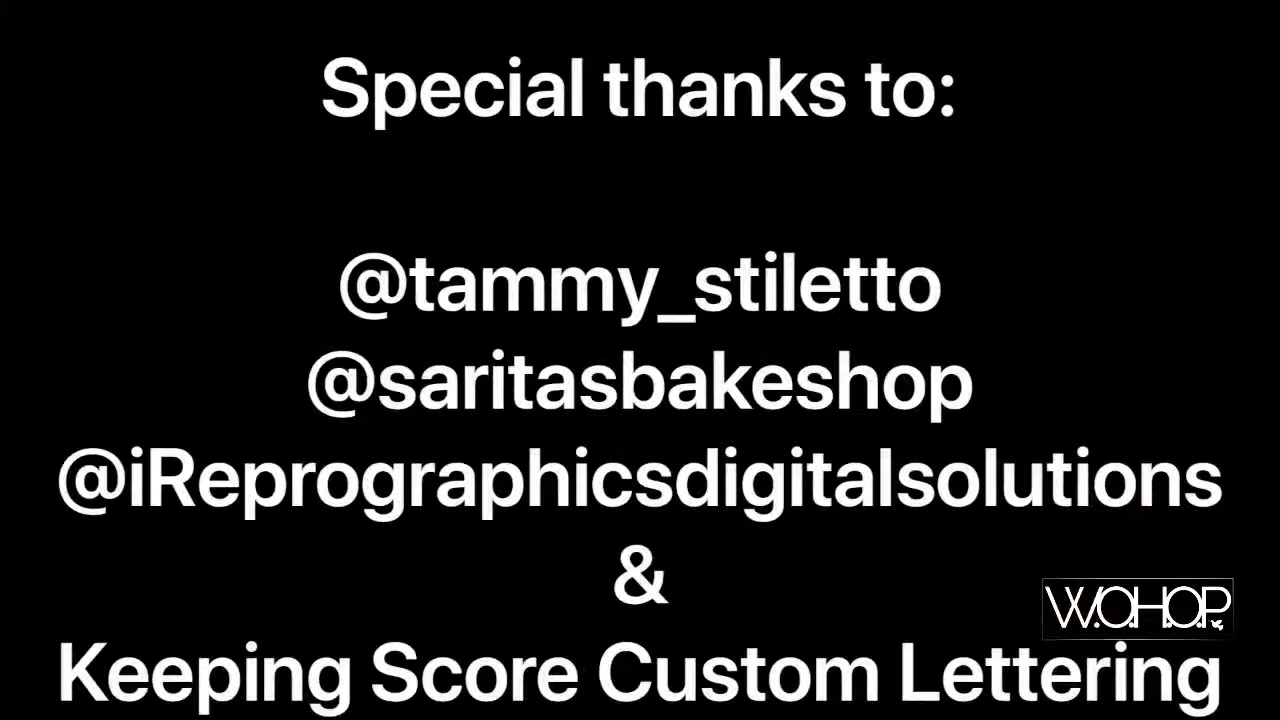 Special thanks to:
@tammy_stiletto
@saritasbakeshop
@iReprographicsdigitalsolutions
&
W.O.H.O.P.
Keeping Score Custom Lettering